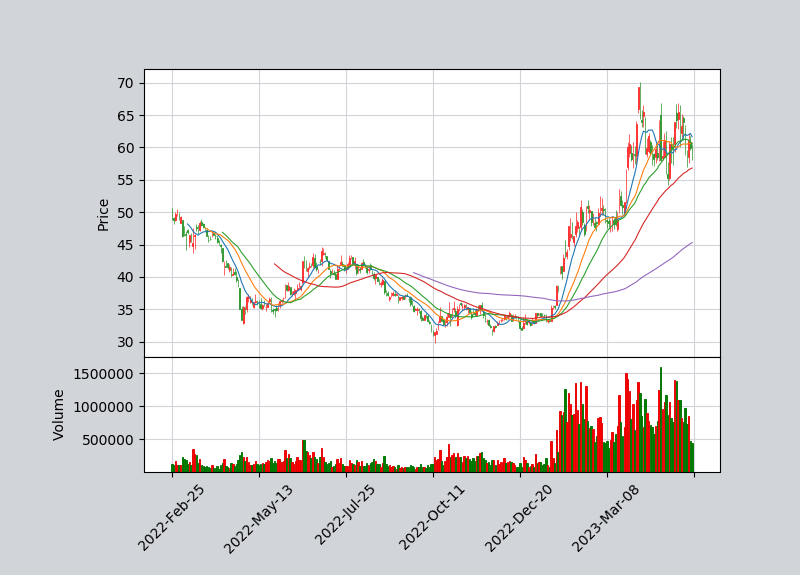 Price
70
65
60
55
50
45
40
35
30
Volume
1500000
1000000
500000
2022-Feb-25
2022-May-13
2022-Jul-25
2022-Oct-11
2022-Dec-20
2023-Mar-08